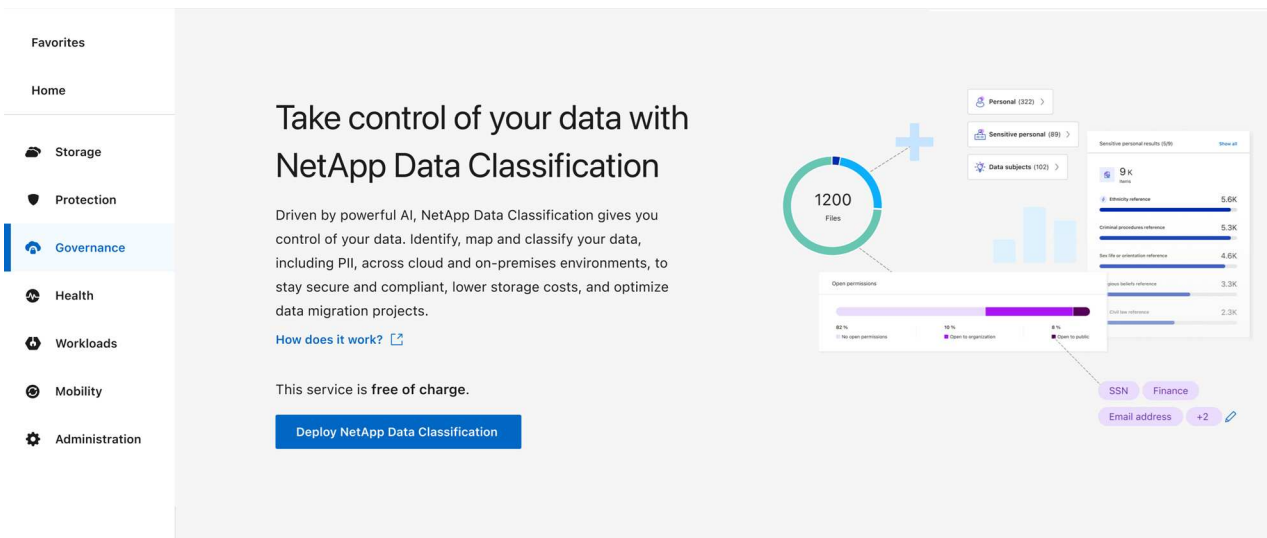 Favorites
Home
Storage
Protection
Governance
Health
Workloads
Mobility
Administration
Take control of your data with
NetApp Data Classification
Driven by powerful AI, NetApp Data Classification gives you
control of your data. Identify, map and classify your data,
including PII, across cloud and on-premises environments, to
stay secure and compliant, lower storage costs, and optimize
data migration projects.
How does it work?
This service is free of charge.
Deploy NetApp Data Classification
1200
Files
Personal (322)
Sensitive personal (89)
Data subjects (102)
Sensitive personal results (5/9) Show all
9 K
Items
Ethnicity reference 5.6K
Criminal procedures reference 5.3K
Sex life or orientation reference 4.6K
beliefs reference 3.3K
Civil law reference 2.3K
Open permissions
82 % 10 % 8 %
No open permissions Open to organization Open to public
SSN Finance
Email address +2